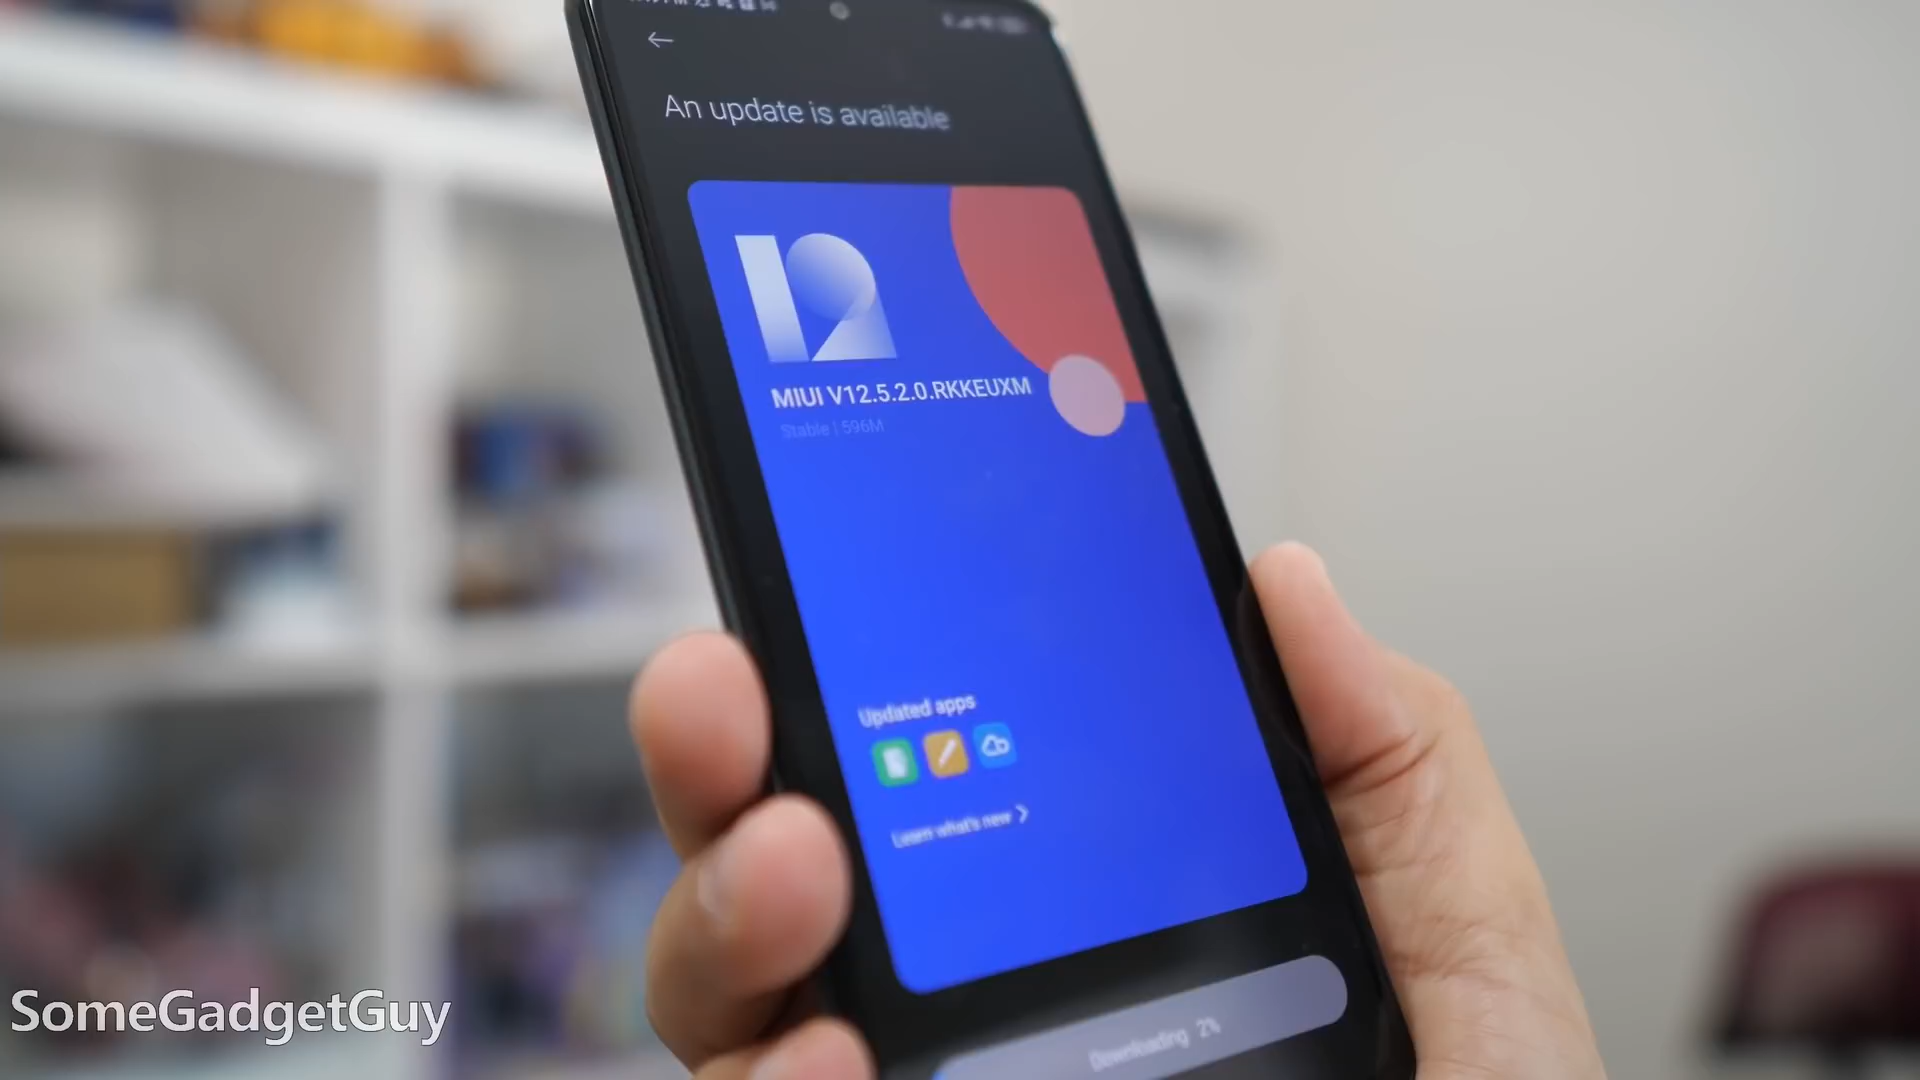 An update is available
12
MIUI V12.5.2.0.RKKEUXM
Stable | 596M
Updated apps
Learn what's new
Downloading 2%
SomeGadgetGuy